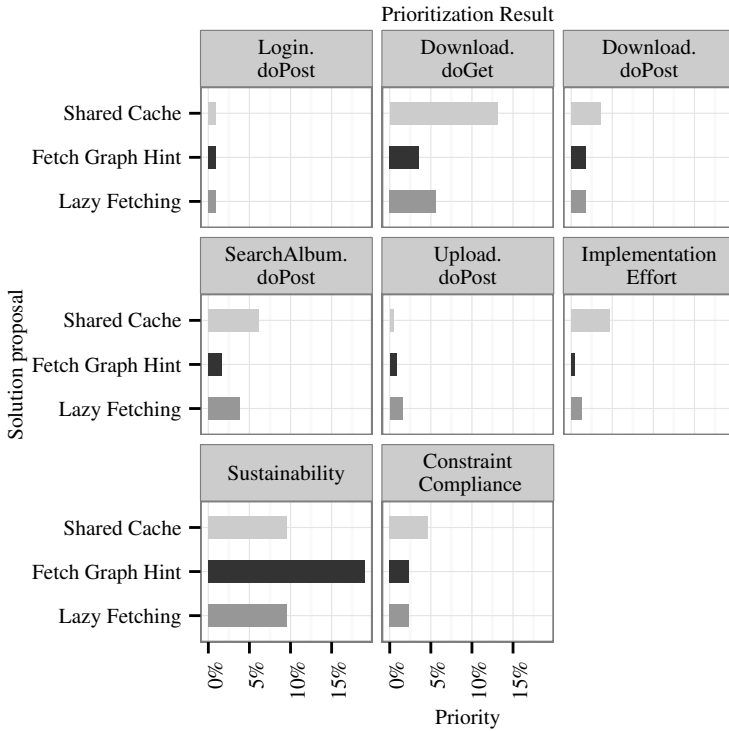 Prioritization Result
Login.
doPost
Download.
doGet
Download.
doPost
Shared Cache
Fetch Graph Hint
Lazy Fetching
SearchAlbum.
doPost
Upload.
doPost
Implementation
Effort
Shared Cache
Fetch Graph Hint
Lazy Fetching
Solution proposal
Sustainability
Constraint
Compliance
Shared Cache
Fetch Graph Hint
Lazy Fetching
0% 5% 10% 15% 0% 5% 10% 15%
Priority